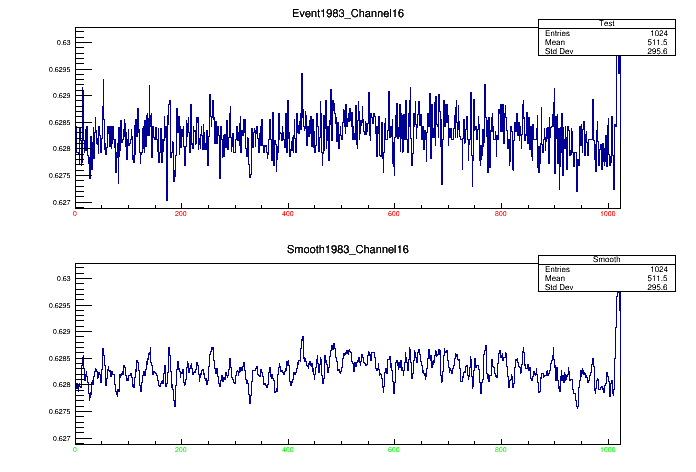 Event1983_Channel16
Test
Entries 1024
Mean 511.5
Std Dev 295.6
0.63
0.6295
0.629
0.6285
0.628
0.6275
0.627
0 200 400 600 800 1000
Smooth1983_Channel16
Smooth
Entries 1024
Mean 511.5
Std Dev 295.6
0.63
0.6295
0.629
0.6285
0.628
0.6275
0.627
0 200 400 600 800 1000